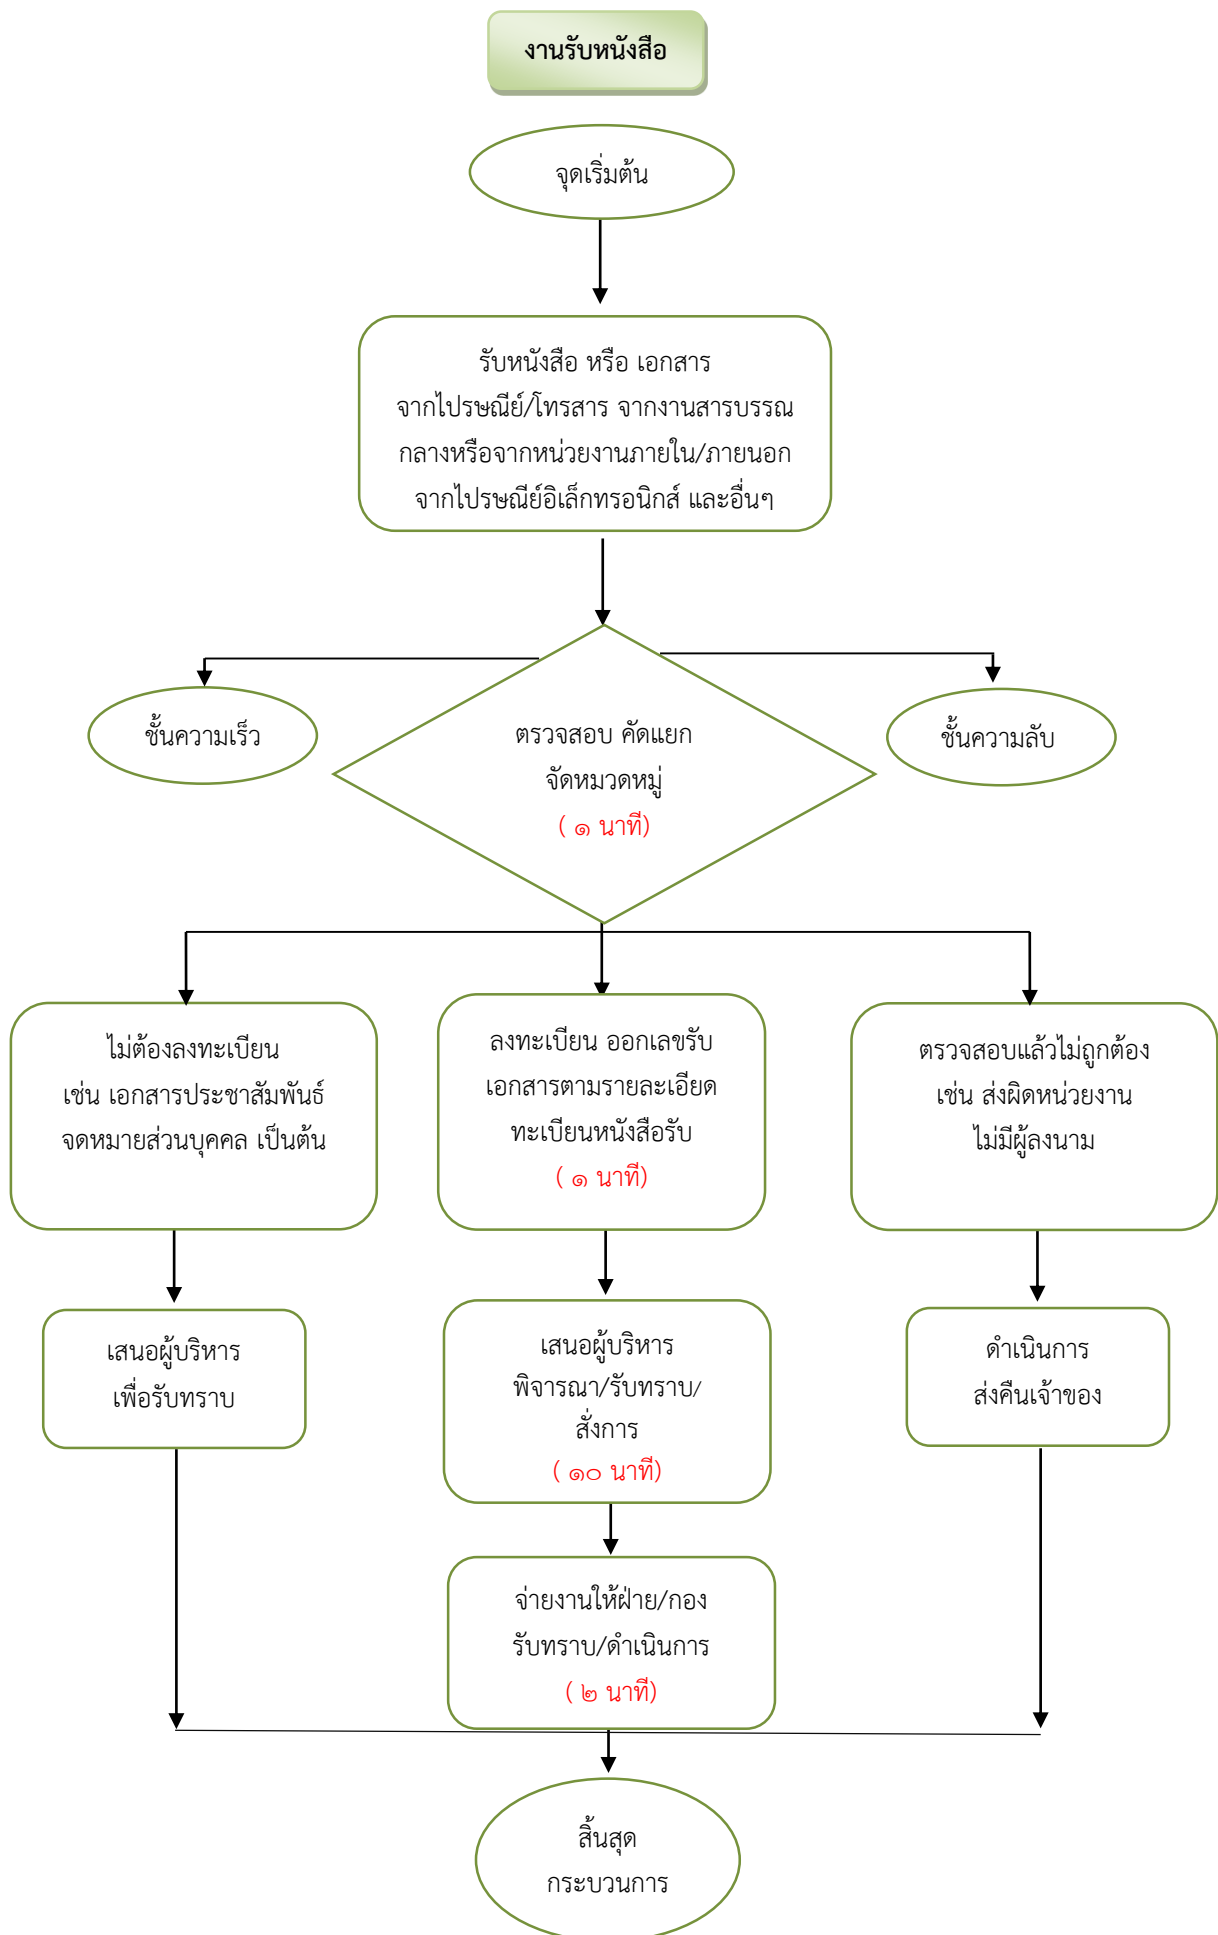 งานรับหนังสือ
จุดเริ่มต้น
รับหนังสือ หรือ เอกสาร
จากไปรษณีย์/โทรสาร จากงานสารบรรณ
กลางหรือจากหน่วยงานภายใน/ภายนอก
จากไปรษณีย์อิเล็กทรอนิกส์ และอื่นๆ
ชั้นความเร็ว
ตรวจสอบ คัดแยก
จัดหมวดหมู่
( ๑ นาที)
ชั้นความลับ
ไม่ต้องลงทะเบียน
เช่น เอกสารประชาสัมพันธ์
จดหมายส่วนบุคคล เป็นต้น
ลงทะเบียน ออกเลขรับ
เอกสารตามรายละเอียด
ทะเบียนหนังสือรับ
( ๑ นาที)
ตรวจสอบแล้วไม่ถูกต้อง
เช่น ส่งผิดหน่วยงาน
ไม่มีผู้ลงนาม
เสนอผู้บริหาร
เพื่อรับทราบ
เสนอผู้บริหาร
พิจารณา/รับทราบ/
สั่งการ
( ๑๐ นาที)
ดำเนินการ
ส่งคืนเจ้าของ
จ่ายงานให้ฝ่าย/กอง
รับทราบ/ดำเนินการ
( ๒ นาที)
สิ้นสุด
กระบวนการ